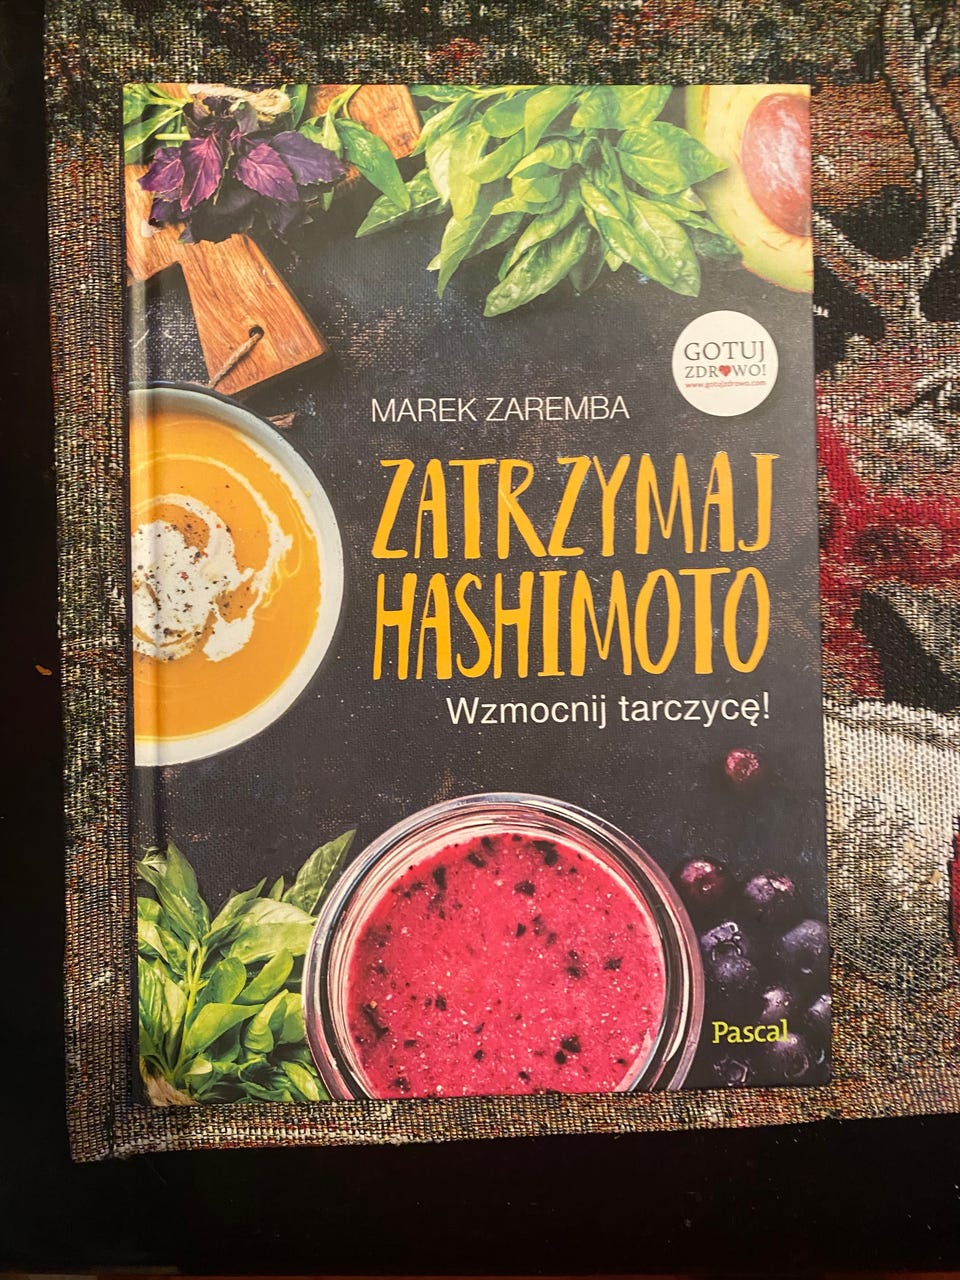 GOTUJ
ZDROWO!
www.gotujzdrowo.com
MAREK ZAREMBA
ZATRZYMAJ
HASHIMOTO
Wzmocnij tarczycę!
Pascal